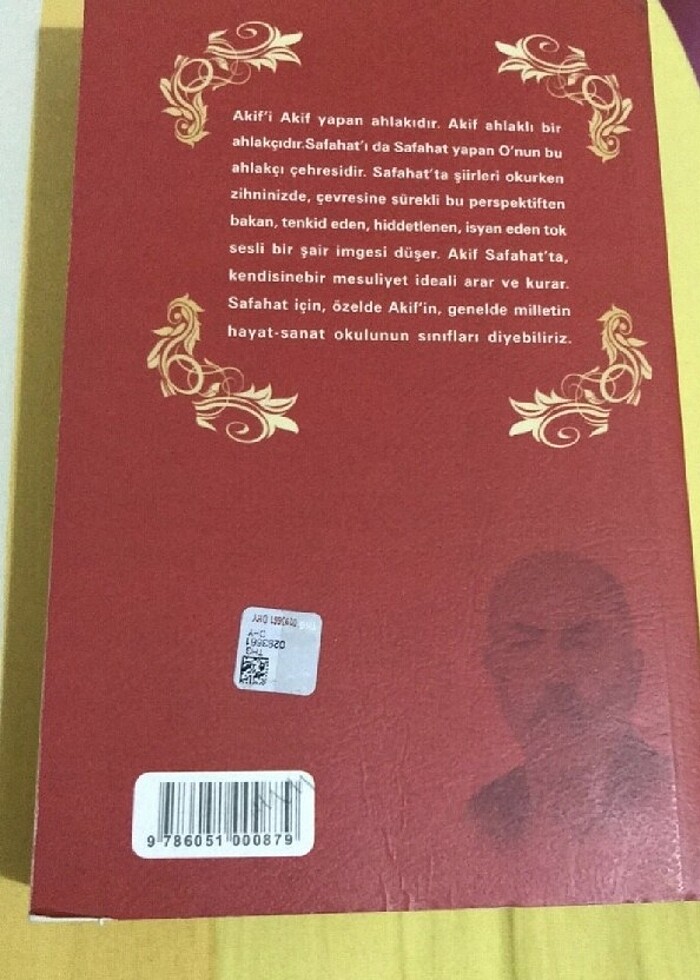 Akif'i Akif yapan ahlakıdır. Akif ahlaklı bir
ahlakçıdır.Safahat'ı da Safahat yapan O'nun bu
ahlakçı çehresidir. Safahat'ta şiirleri okurken
zihninizde, çevresine sürekli bu perspektiften
bakan, tenkid eden, hiddetlenen, isyan eden tok
sesli bir şair imgesi düşer. Akif Safahat'ta,
kendisinebir mesuliyet ideali arar ve kurar.
Safahat için, özelde Akif'in, genelde milletin
hayat-sanat okulunun sınıfları diyebiliriz.
THG
9 786051 000879